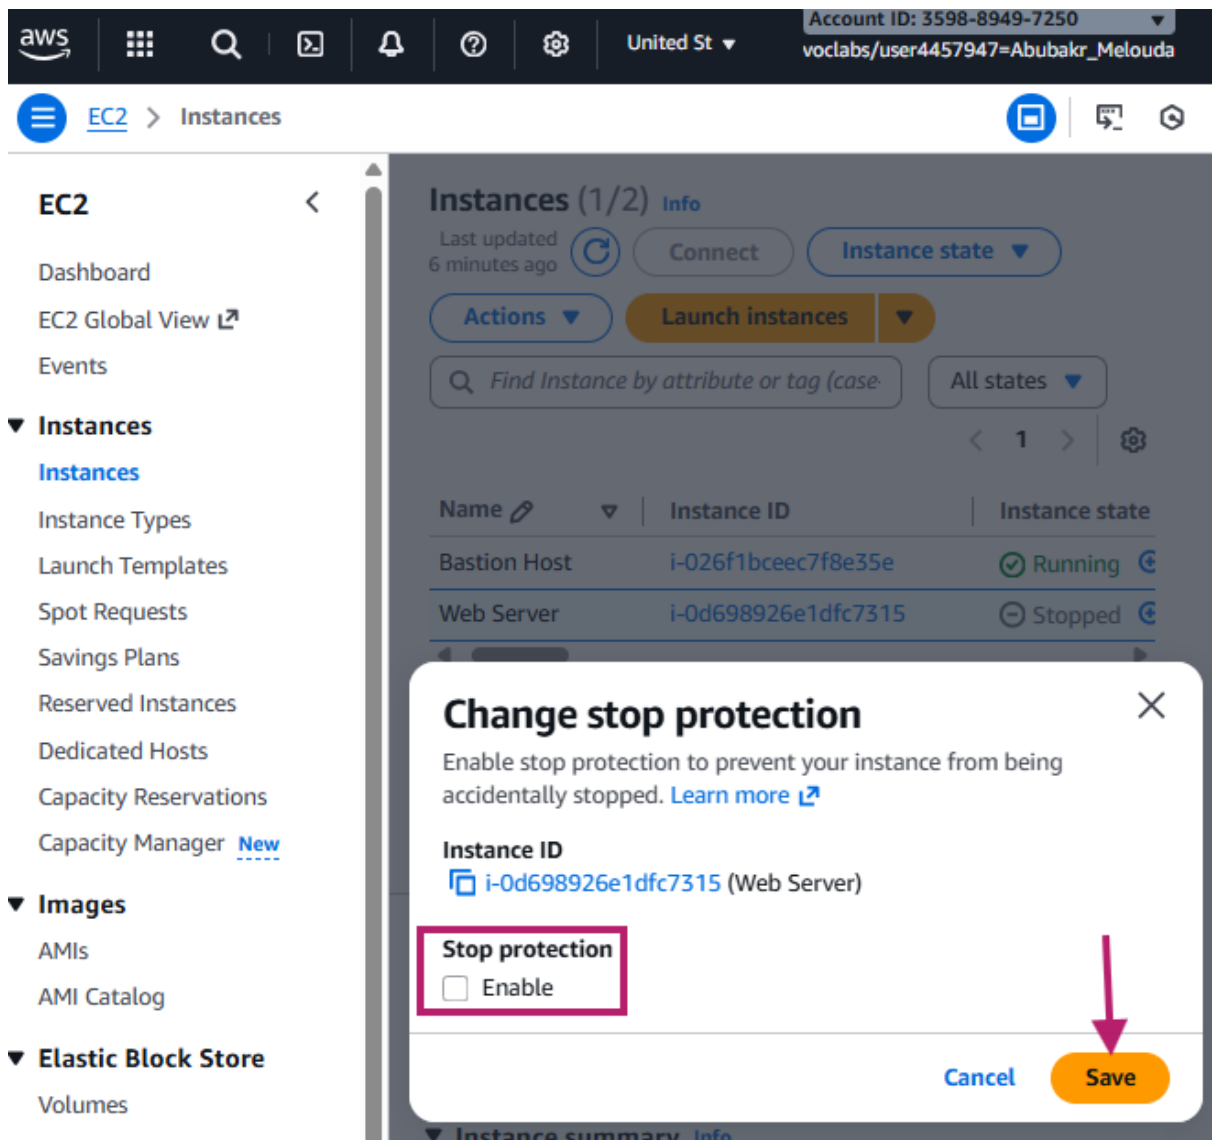 aws
United St
Account ID: 3598-8949-7250
voclabs/user4457947=Abubakr_Melouda
EC2 > Instances
EC2
Dashboard
EC2 Global View
Events
Instances
Instances
Instance Types
Launch Templates
Spot Requests
Savings Plans
Reserved Instances
Dedicated Hosts
Capacity Reservations
Capacity Manager New
Images
AMIs
AMI Catalog
Elastic Block Store
Volumes
Instances (1/2) Info
Last updated
6 minutes ago
Connect
Instance state
Actions
Launch instances
Find Instance by attribute or tag (case-
All states
1
Name Instance ID Instance state
Bastion Host i-026f1bceec7f8e35e Running
Web Server i-0d698926e1dfc7315 Stopped
Change stop protection
Enable stop protection to prevent your instance from being
accidentally stopped. Learn more
Instance ID
i-0d698926e1dfc7315 (Web Server)
Stop protection
Enable
Cancel
Save
Instance summary Info